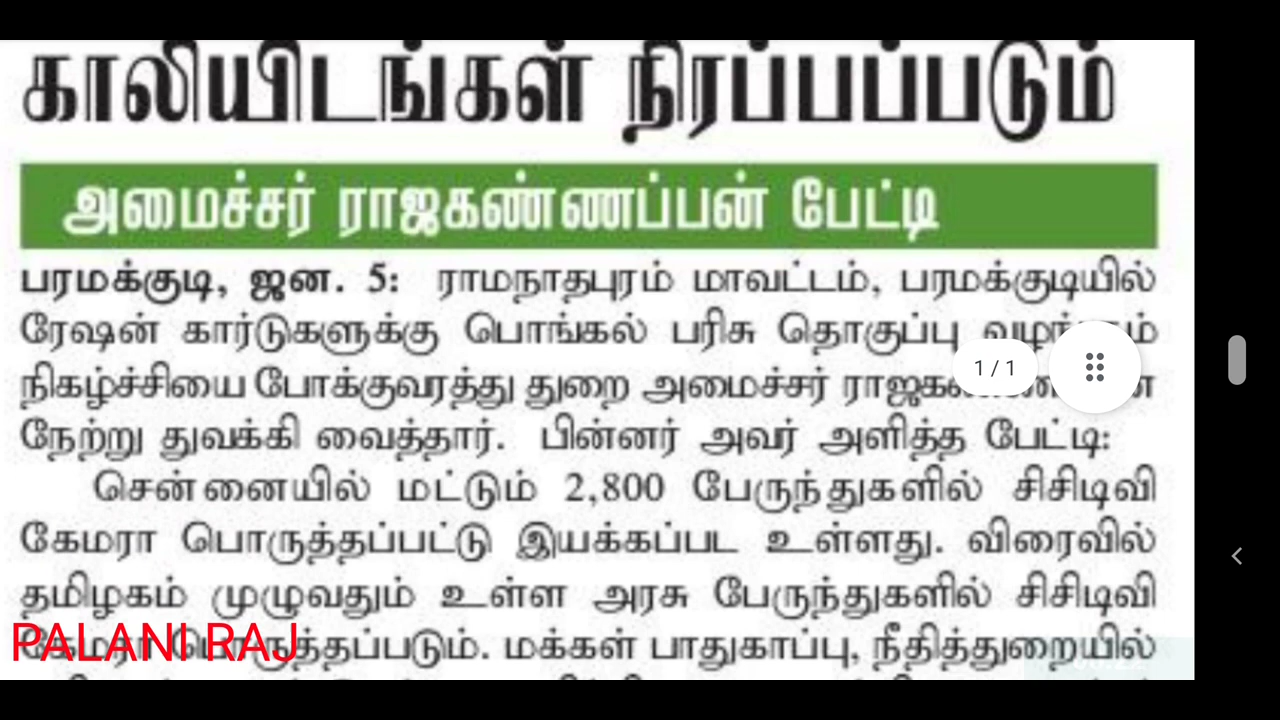 காலியிடங்கள் நிரப்பப்படும்
அமைச்சர் ராஜகண்ணப்பன் பேட்டி
பரமக்குடி, ஜன. 5: ராமநாதபுரம் மாவட்டம், பரமக்குடியில்
ரேஷன் கார்டுகளுக்கு பொங்கல் பரிசு தொகுப்பு
நிகழ்ச்சியை போக்குவரத்து துறை அமைச்சர்
1 / 1
நேற்று துவக்கி வைத்தார். பின்னர் அவர் அளித்த பேட்டி:
சென்னையில் மட்டும் 2,800 பேருந்துகளில் சிசிடிவி
கேமரா பொருத்தப்பட்டு இயக்கப்பட உள்ளது. விரைவில்
தமிழகம் முழுவதும் உள்ள அரசு பேருந்துகளில் சிசிடிவி
PALANI RAJ
மக்கள் பாதுகாப்பு, நீதித்துறையில்